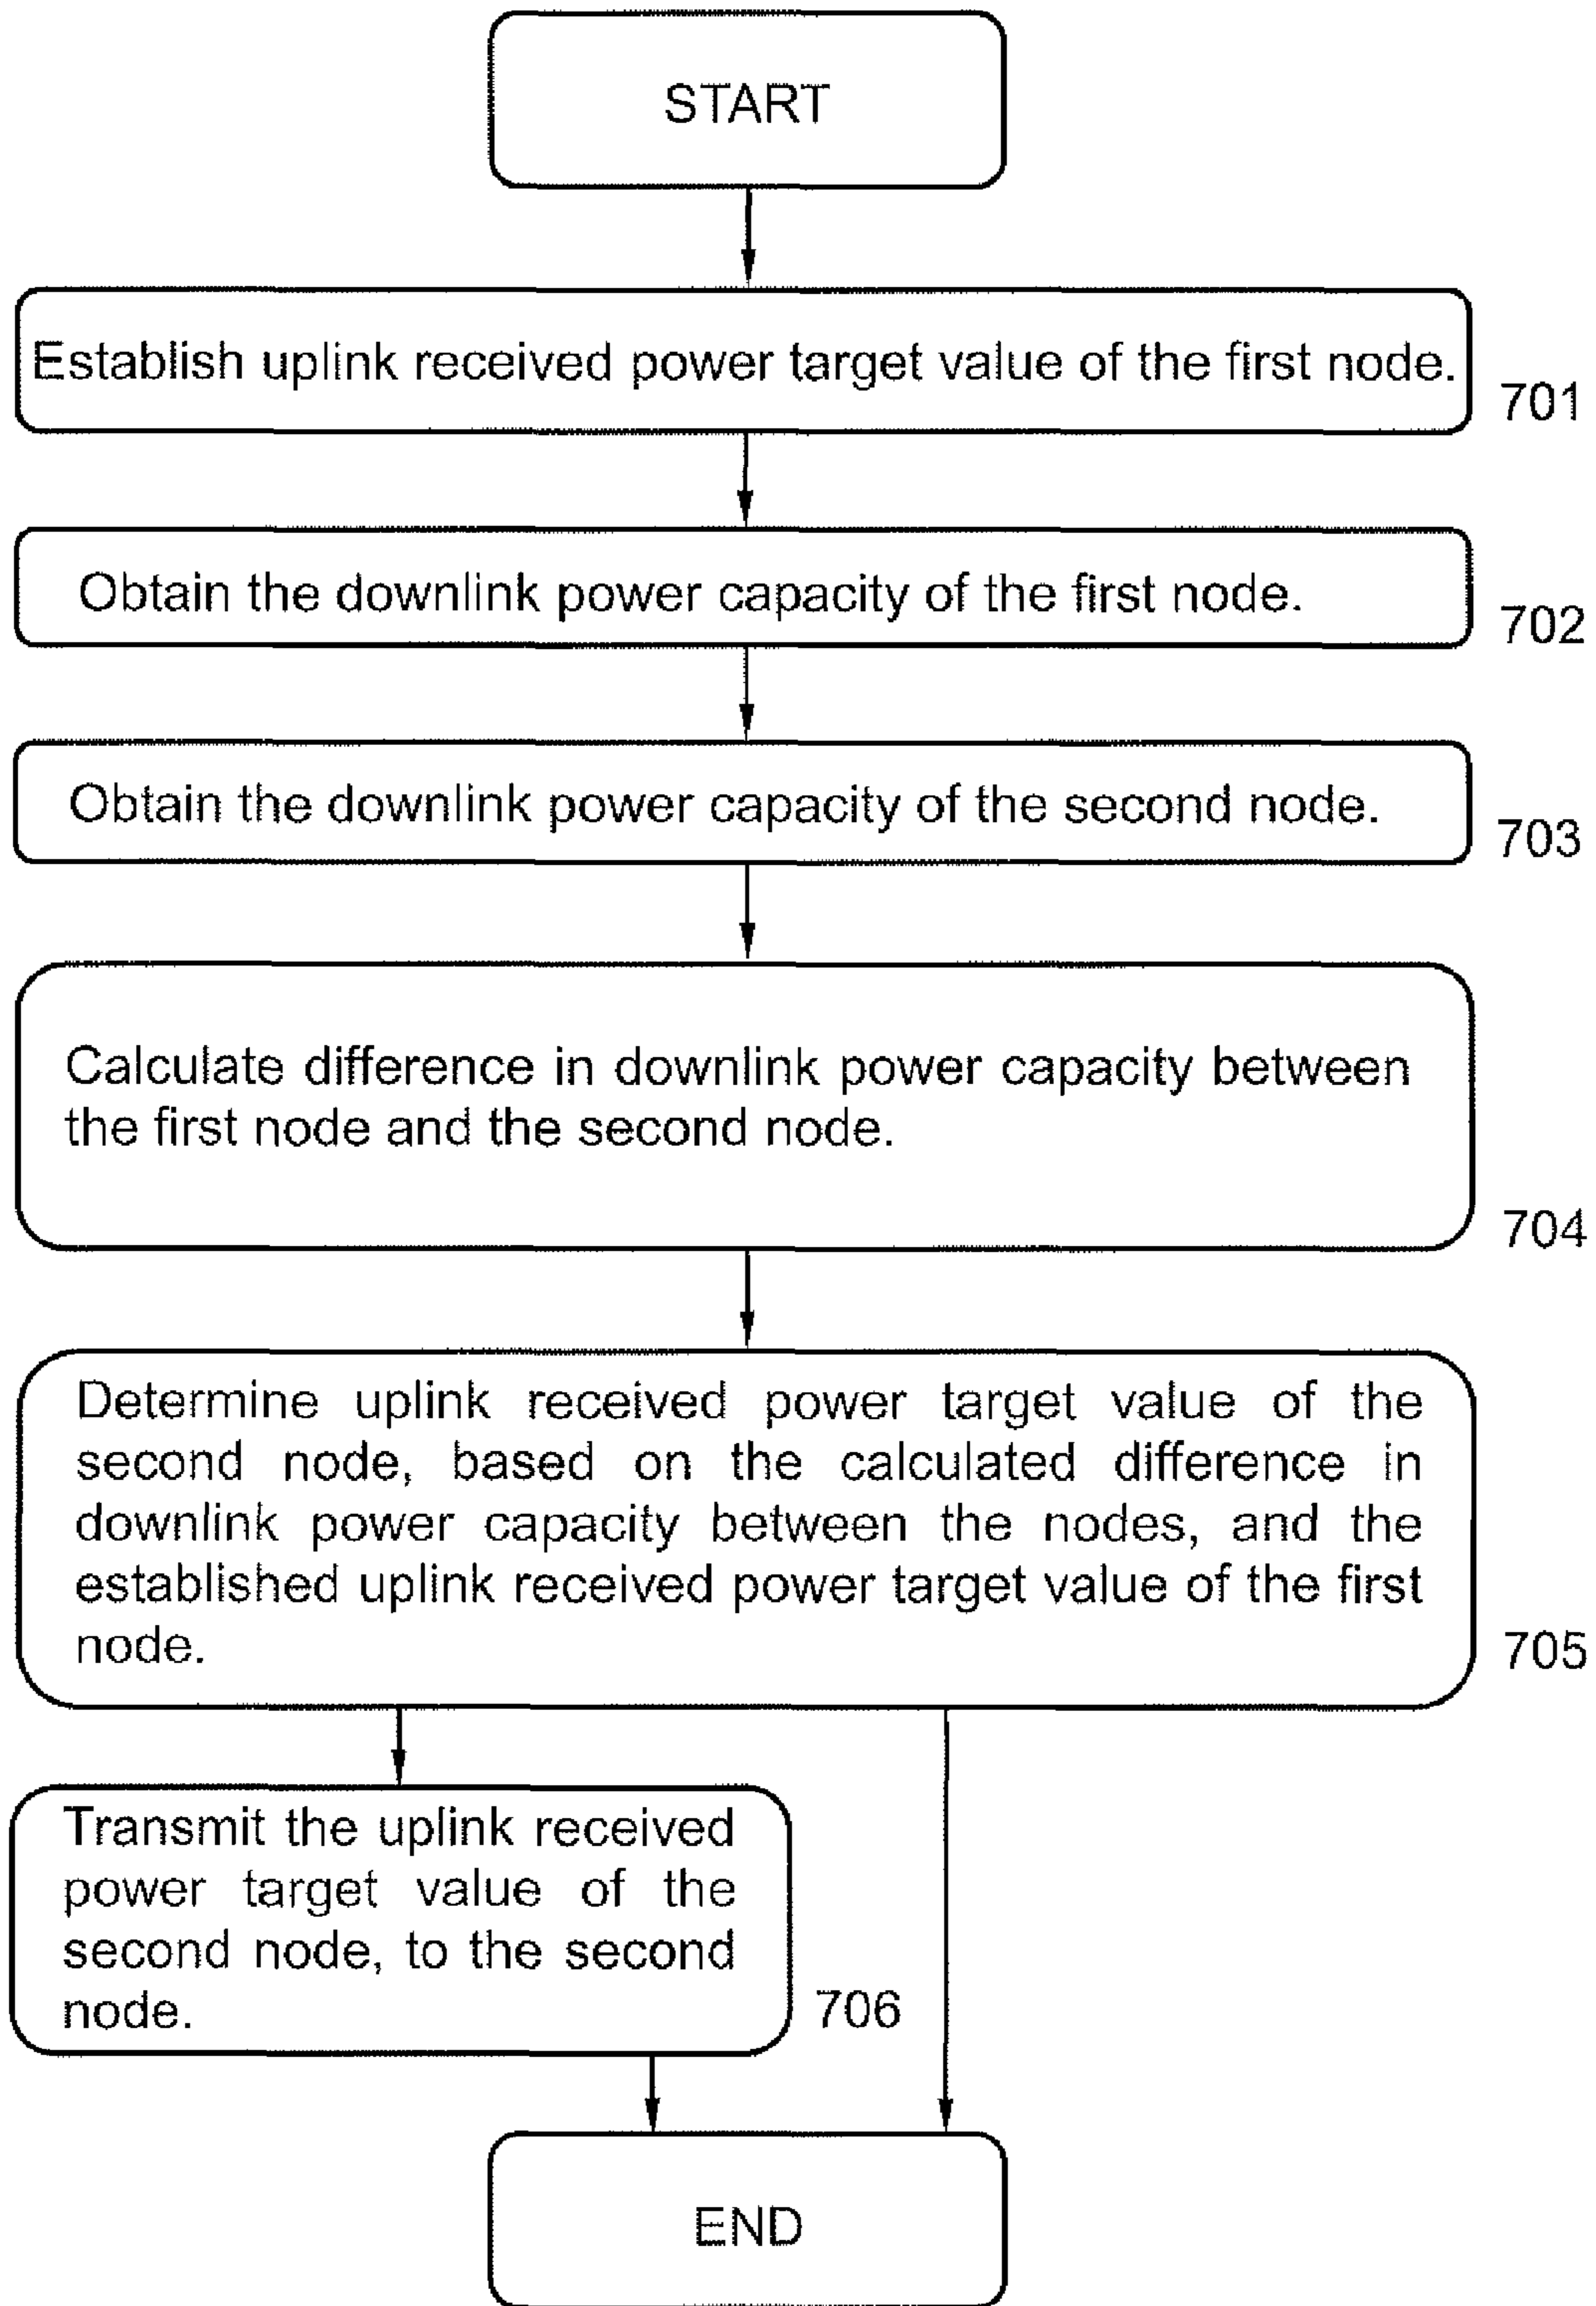 START
Establish uplink received power target value of the first node.
701
Obtain the downlink power capacity of the first node.
702
Obtain the downlink power capacity of the second node.
703
Calculate difference in downlink power capacity between
the first node and the second node.
704
Determine uplink received power target value of the
second node, based on the calculated difference in
downlink power capacity between the nodes, and the
established uplink received power target value of the first
node.
705
Transmit the uplink received
power target value of the
second node, to the second
node.
706
END